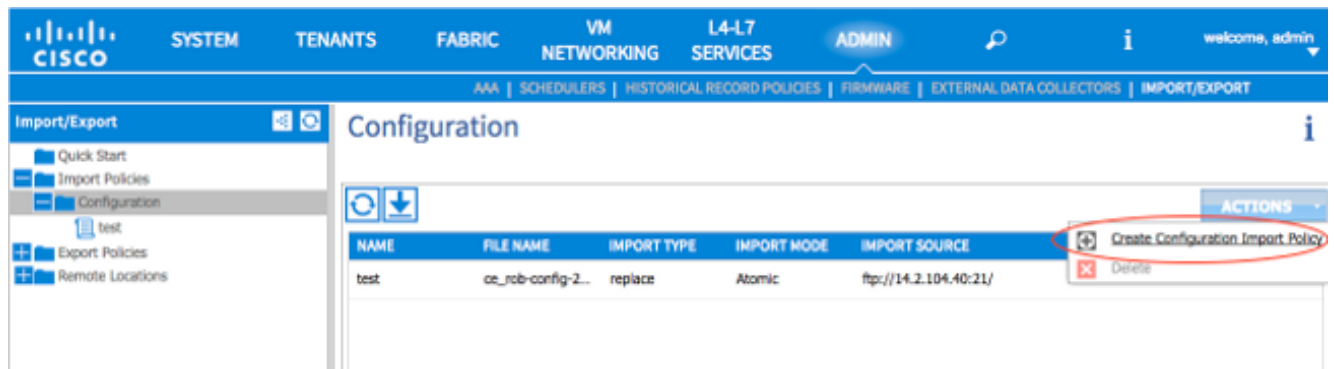 CISCO SYSTEM TENANTS FABRIC VM NETWORKING L4-L7 SERVICES ADMIN i welcome, admin
AAA | SCHEDULERS | HISTORICAL RECORD POLICIES | FIRMWARE | EXTERNAL DATA COLLECTORS | IMPORT/EXPORT
Import/Export
Quick Start
Import Policies
Configuration
test
Export Policies
Remote Locations
Configuration i
ACTIONS
Create Configuration Import Policy
Delete
NAME FILE NAME IMPORT TYPE IMPORT MODE IMPORT SOURCE
test ce_rob-config-2... replace Atomic ftp://14.2.104.40:21/